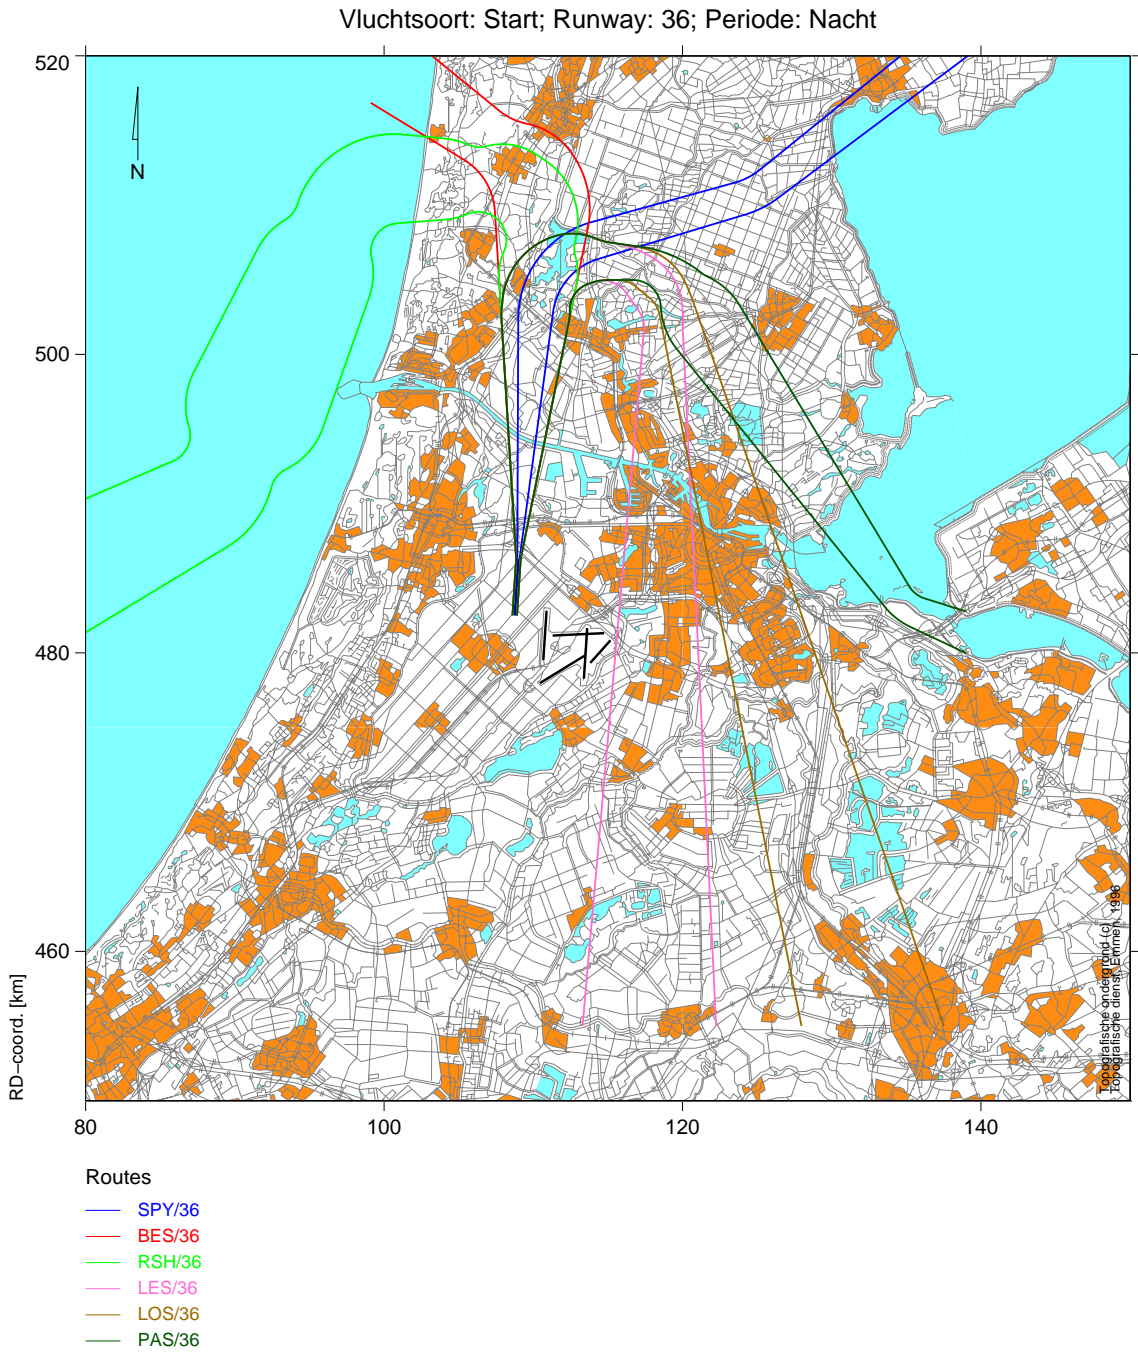 Vluchtsoort: Start; Runway: 36; Periode: Nacht
520
500
480
460
N
RD-coord. [km]
Topografische ondergrond (c)
Topografische dienst, Emmen, 1996
80
100
120
140
Routes
SPY/36
BES/36
RSH/36
LES/36
LOS/36
PAS/36